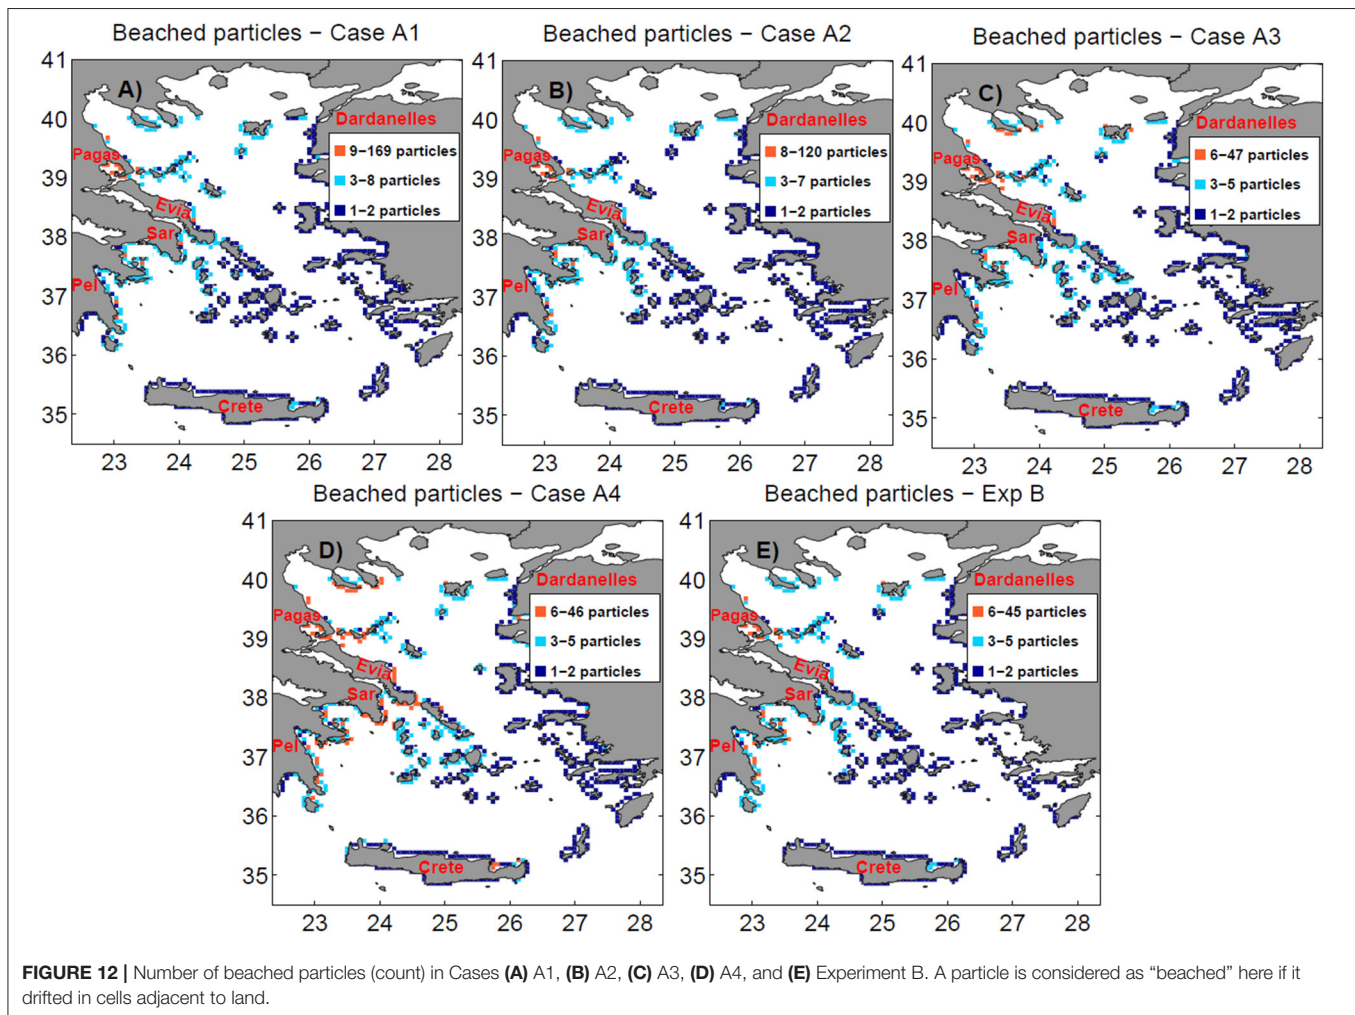 Beached particles – Case A1
A)
Dardanelles
9–169 particles
3–8 particles
1–2 particles
Pagas
Evia
Sar
Pel
Crete
41
40
39
38
37
36
35
23 24 25 26 27 28
Beached particles – Case A2
B)
Dardanelles
8–120 particles
3–7 particles
1–2 particles
Pagas
Evia
Sar
Pel
Crete
41
40
39
38
37
36
35
23 24 25 26 27 28
Beached particles – Case A3
C)
Dardanelles
6–47 particles
3–5 particles
1–2 particles
Pagas
Evia
Sar
Pel
Crete
41
40
39
38
37
36
35
23 24 25 26 27 28
Beached particles – Case A4
D)
Dardanelles
6–46 particles
3–5 particles
1–2 particles
Pagas
Evia
Sar
Pel
Crete
41
40
39
38
37
36
35
23 24 25 26 27 28
Beached particles – Exp B
E)
Dardanelles
6–45 particles
3–5 particles
1–2 particles
Pagas
Evia
Sar
Pel
Crete
41
40
39
38
37
36
35
23 24 25 26 27 28
FIGURE 12 | Number of beached particles (count) in Cases (A) A1, (B) A2, (C) A3, (D) A4, and (E) Experiment B. A particle is considered as “beached” here if it
drifted in cells adjacent to land.